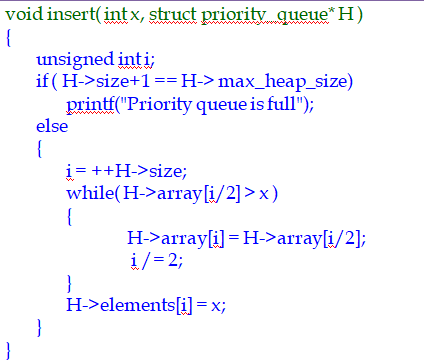 void insert( int x, struct priority_queue* H )
{
unsigned int i;
if ( H->size+1 == H-> max_heap_size)
printf("Priority queue is full");
else
{
i = ++H->size;
while( H->array[i/2] > x )
{
H->array[i] = H->array[i/2];
i /= 2;
}
H->elements[i] = x;
}
}